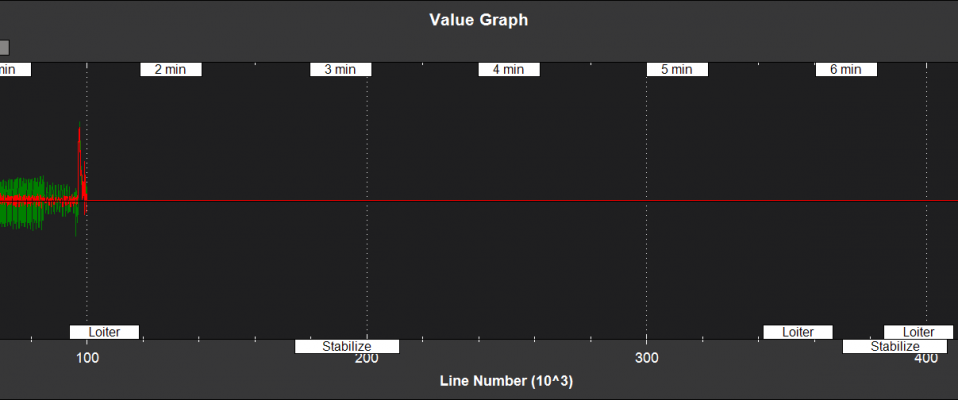 Value Graph
min 2 min 3 min 4 min 5 min 6 min
Loiter Loiter Loiter
Stabilize Stabilize
100 200 300 400
Line Number (10^3)